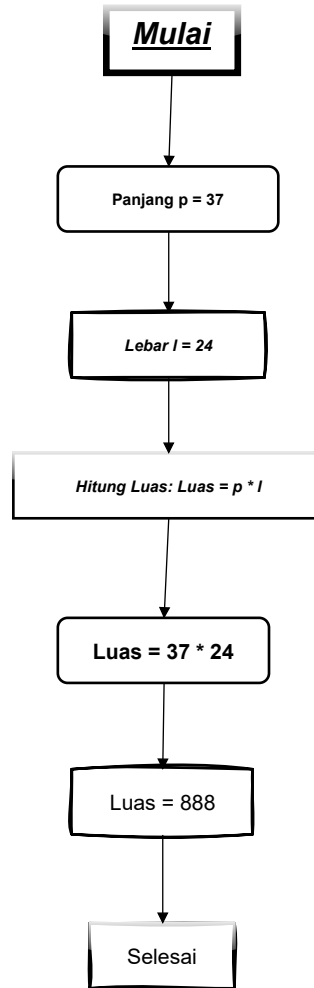 Mulai
Panjang p = 37
Lebar l = 24
Hitung Luas: Luas = p * l
Luas = 37 * 24
Luas = 888
Selesai